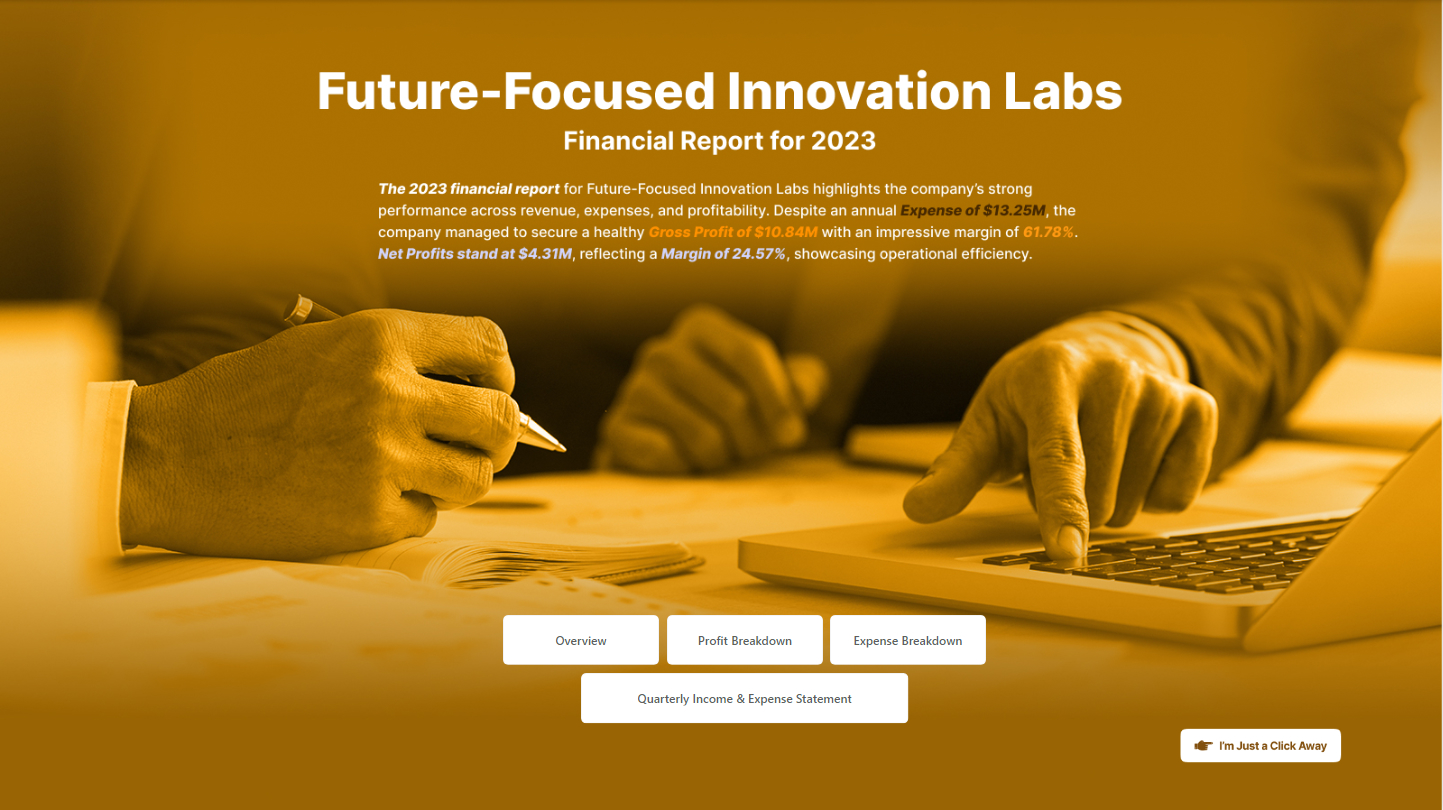 Future-Focused Innovation Labs
Financial Report for 2023
The 2023 financial report for Future-Focused Innovation Labs highlights the company's strong
performance across revenue, expenses, and profitability. Despite an annual Expense of $13.25M, the
company managed to secure a healthy Gross Profit of $10.84M with an impressive margin of 61.78%.
Net Profits stand at $4.31M, reflecting a Margin of 24.57%, showcasing operational efficiency.
Overview
Profit Breakdown
Expense Breakdown
Quarterly Income & Expense Statement
I'm Just a Click Away